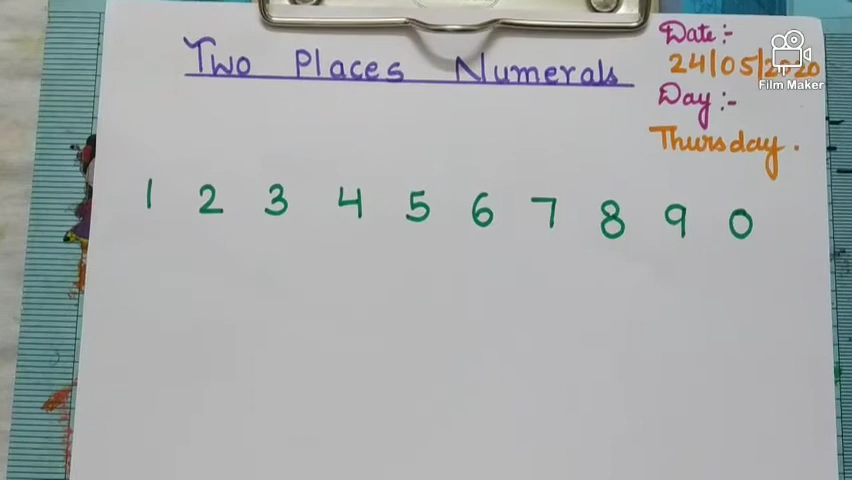 Two Places Numerals
Date:-
24/05/2020
Film Maker
Day:-
Thursday.
1 2 3 4 5 6 7 8 9 0